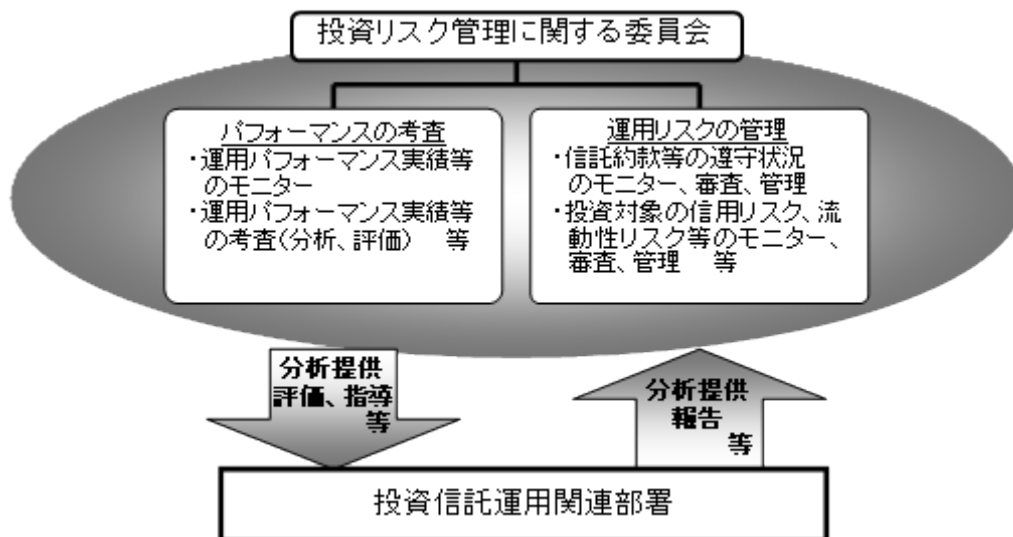 投資リスク管理に関する委員会
パフォーマンスの考査
・運用パフォーマンス実績等
のモニター
・運用パフォーマンス実績等
の考査(分析、評価) 等
運用リスクの管理
・信託約款等の遵守状況
のモニター、審査、管理
・投資対象の信用リスク、流
動性リスク等のモニター、
審査、管理 等
分析提供
評価、指導
等
分析提供
報告
等
投資信託運用関連部署